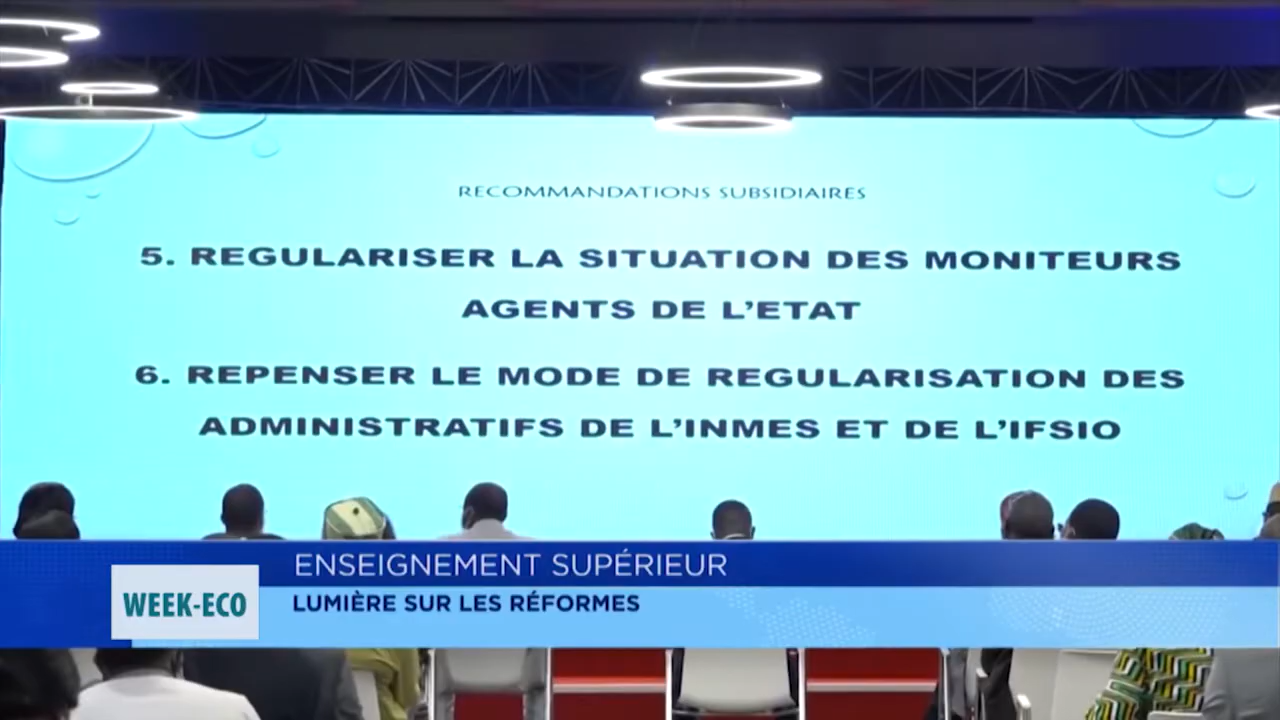 RECOMMANDATIONS SUBSIDIAIRES
5. REGULARISER LA SITUATION DES MONITEURS
AGENTS DE L'ETAT
6. REPENSER LE MODE DE REGULARISATION DES
ADMINISTRATIFS DE L'INMES ET DE L'IFSIO
ENSEIGNEMENT SUPÉRIEUR
WEEK-ECO
LUMIÈRE SUR LES RÉFORMES